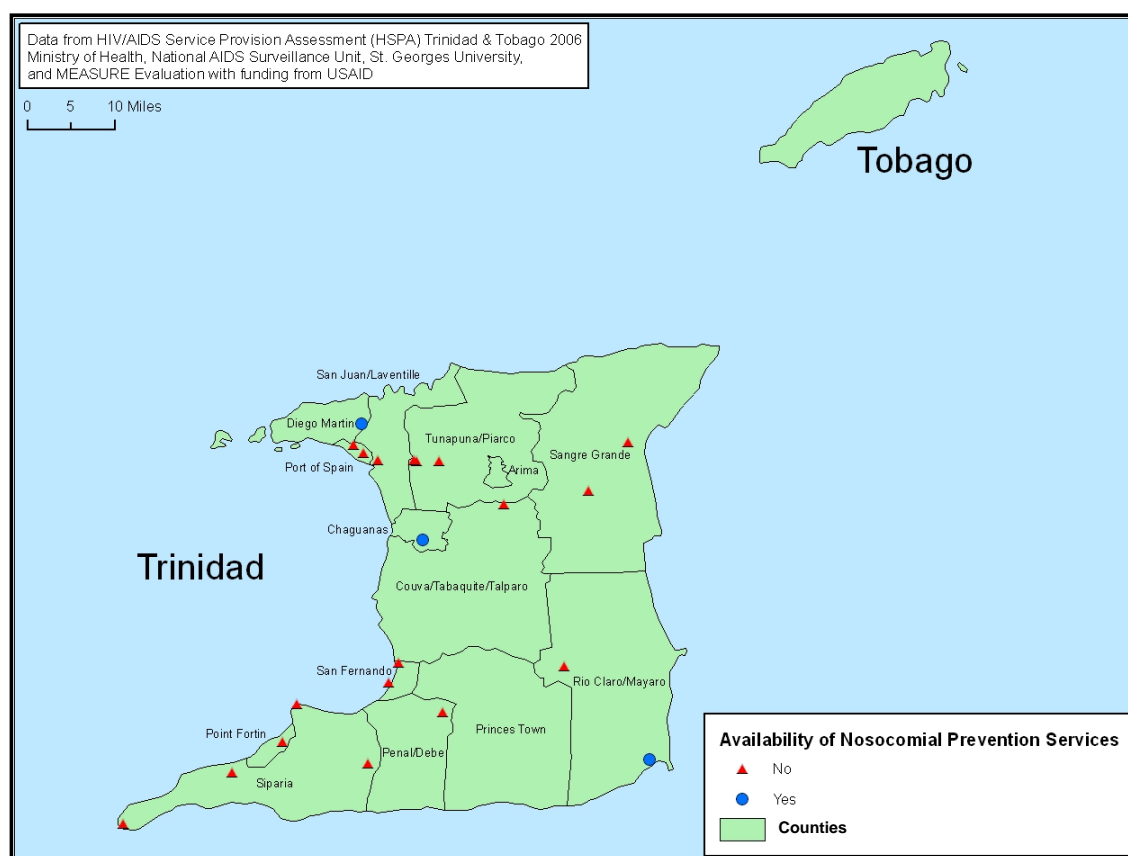 Data from HIV/AIDS Service Provision Assessment (HSPA) Trinidad & Tobago 2006
Ministry of Health, National AIDS Surveillance Unit, St. Georges University,
and MEASURE Evaluation with funding from USAID
0 5 10 Miles
Tobago
San Juan/Laventille
Diego Martin
Tunapuna/Piarco
Sangre Grande
Port of Spain
Arima
Chaguanas
Trinidad
Couva/Tabaquite/Talparo
San Fernando
Rio Claro/Mayaro
Point Fortin
Princes Town
Penal/Debe
Siparia
Availability of Nosocomial Prevention Services
No
Yes
Counties